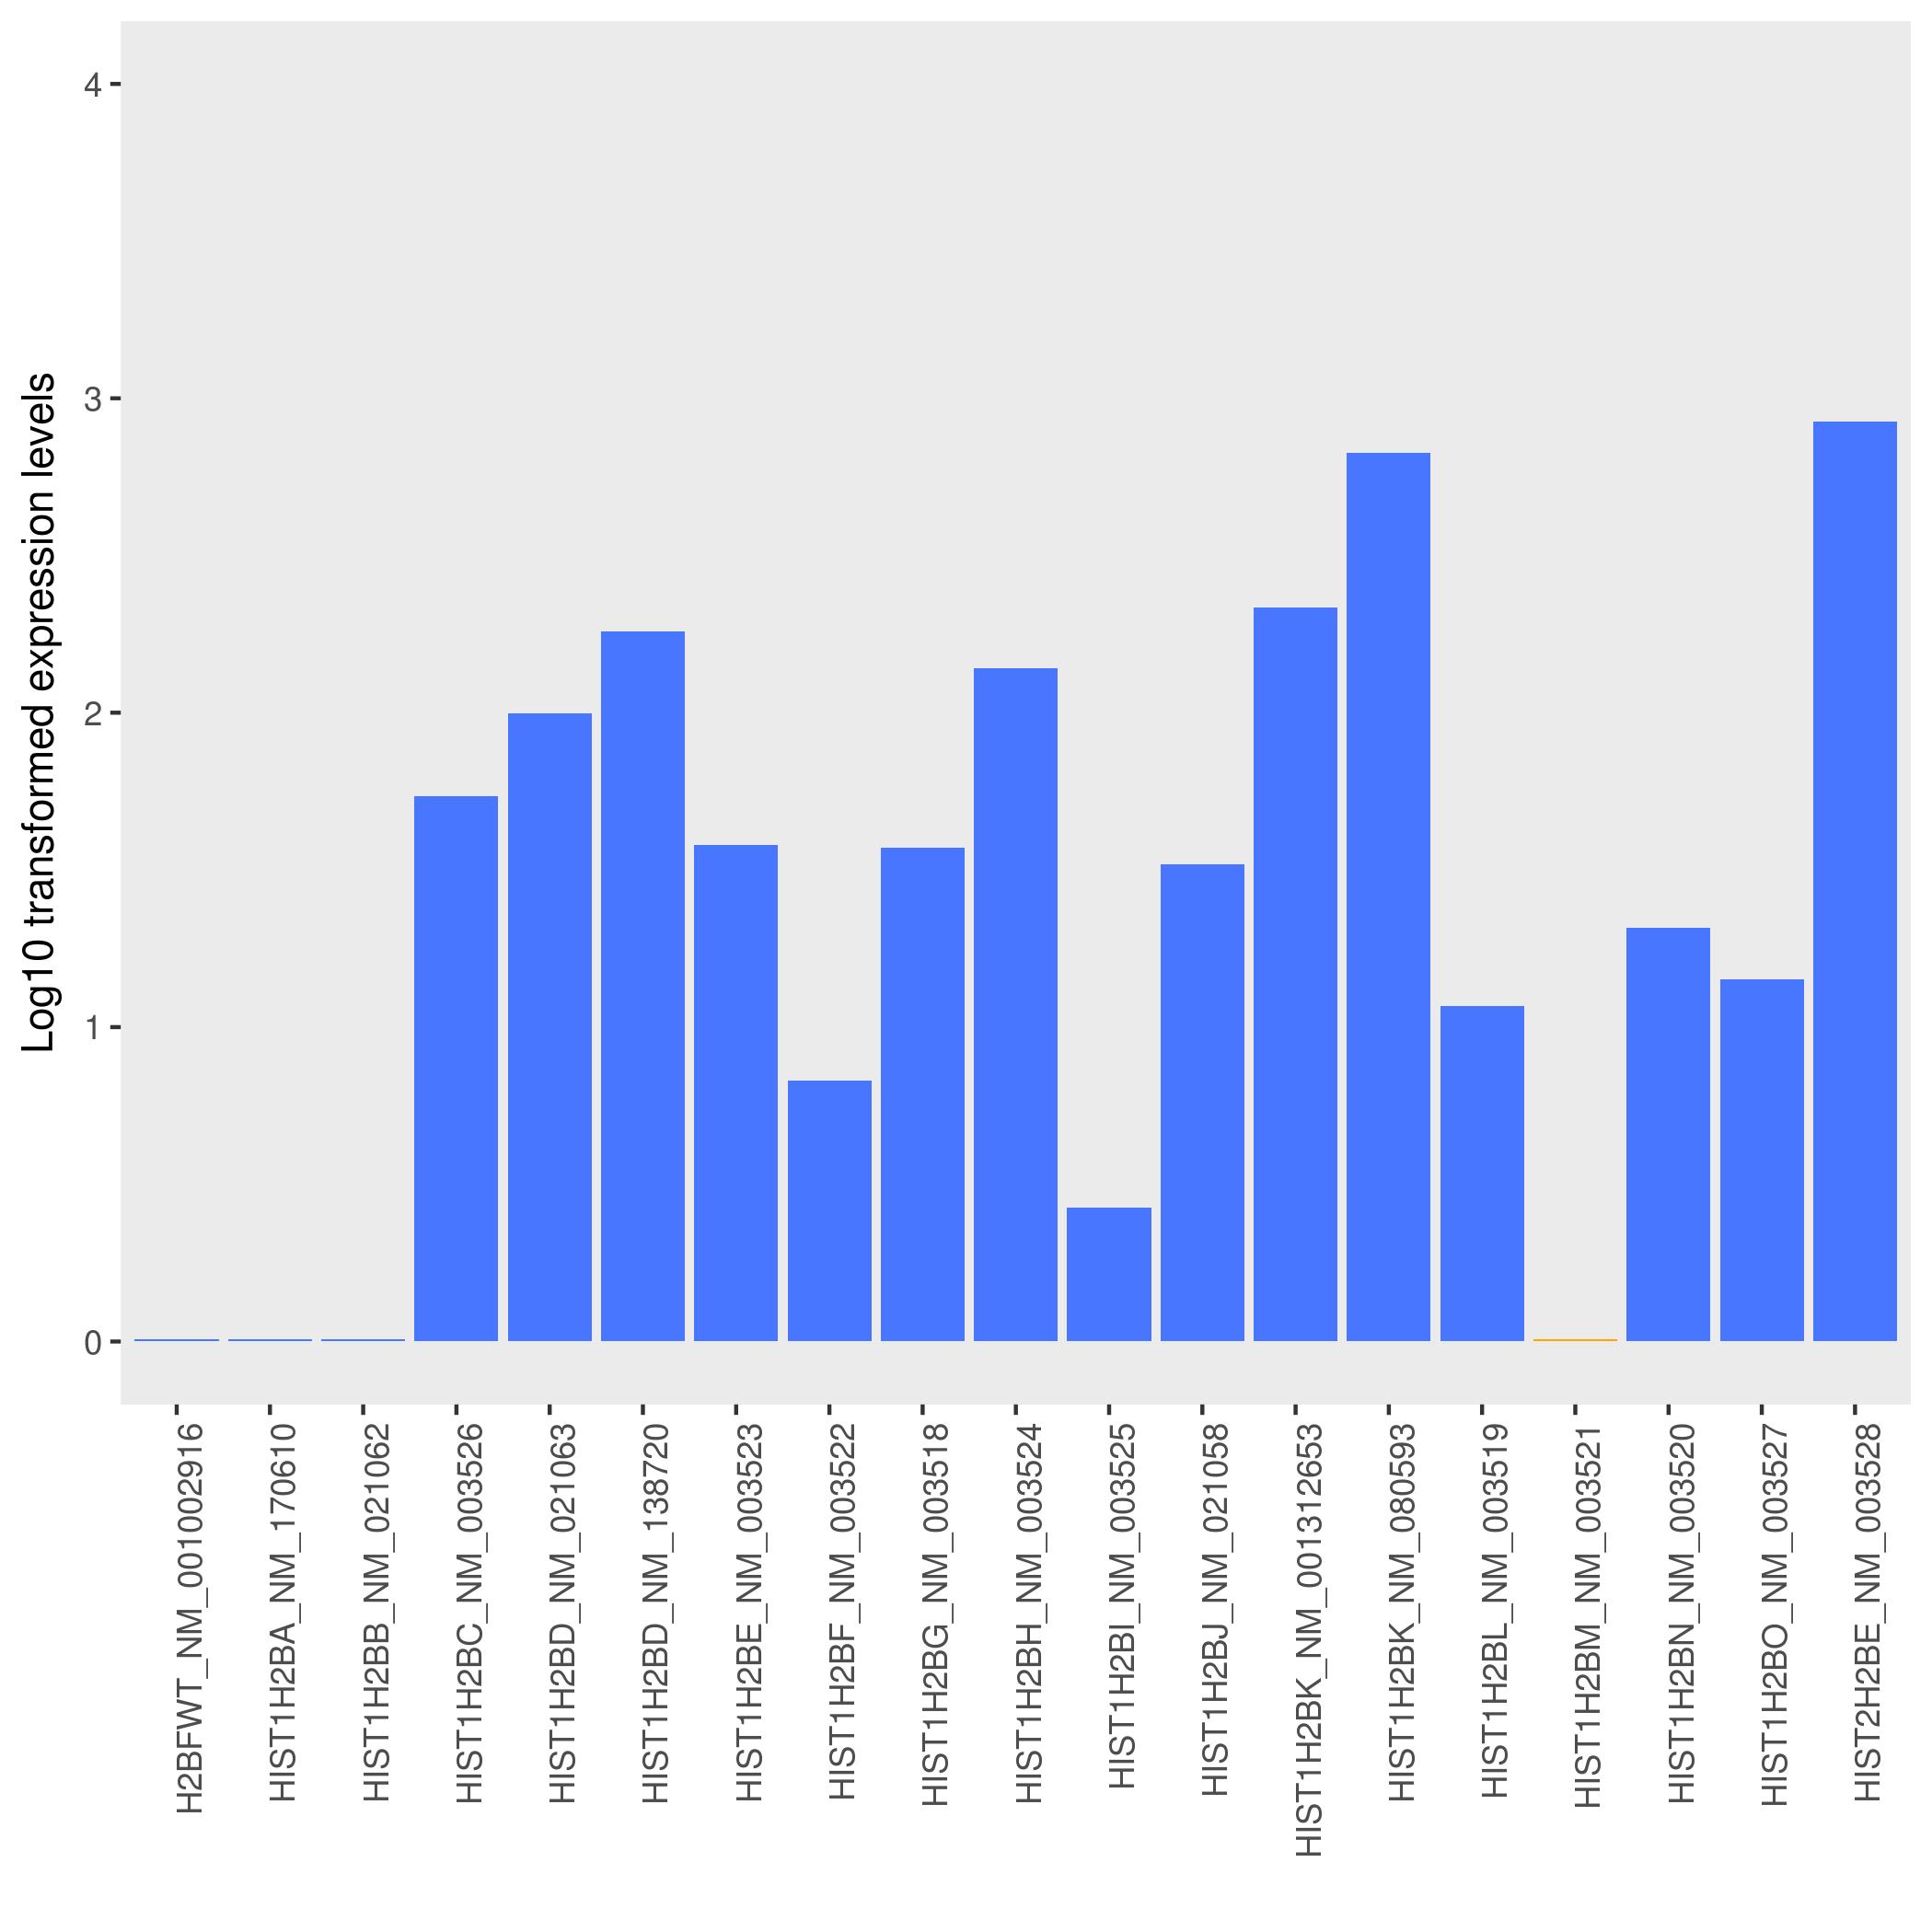 Log10 transformed expression levels
4
3
2
1
0
H2BFWT_NM_001002916
HIST1H2BA_NM_170610
HIST1H2BB_NM_021062
HIST1H2BC_NM_003526
HIST1H2BD_NM_021063
HIST1H2BD_NM_138720
HIST1H2BE_NM_003523
HIST1H2BF_NM_003522
HIST1H2BG_NM_003518
HIST1H2BH_NM_003524
HIST1H2BI_NM_003525
HIST1H2BJ_NM_021058
HIST1H2BK_NM_001312653
HIST1H2BK_NM_080593
HIST1H2BL_NM_003519
HIST1H2BM_NM_003521
HIST1H2BN_NM_003520
HIST1H2BO_NM_003527
HIST2H2BE_NM_003528